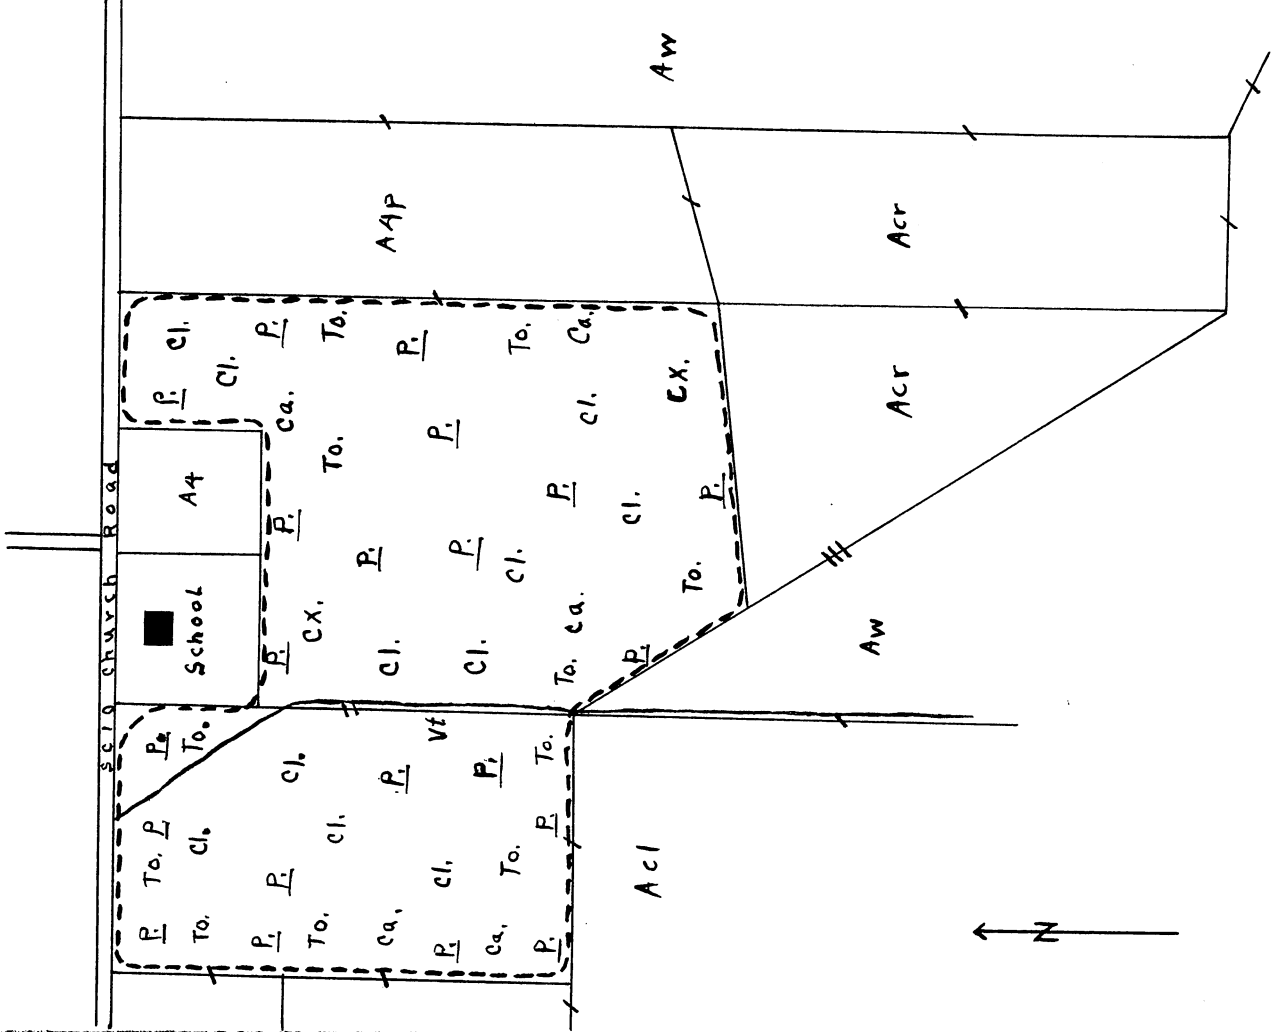 Scio Church Road
P. To. P. P. P.
To. Cl. To. School A4 Cl.
Cl.
P. P. Cl. P. P. Ca. P.
To. Cl. Cx. To. To.
Ca. P. Cl. P. P. A4p
P. Cl. Vt P.
Ca. P. Cl. P.
To. Cl. To.
P. P. To. To. P.
Ca. Cl. Ca.
Acl P. Cl.
To. P. Cx. Aw
Aw Acr Acr
N